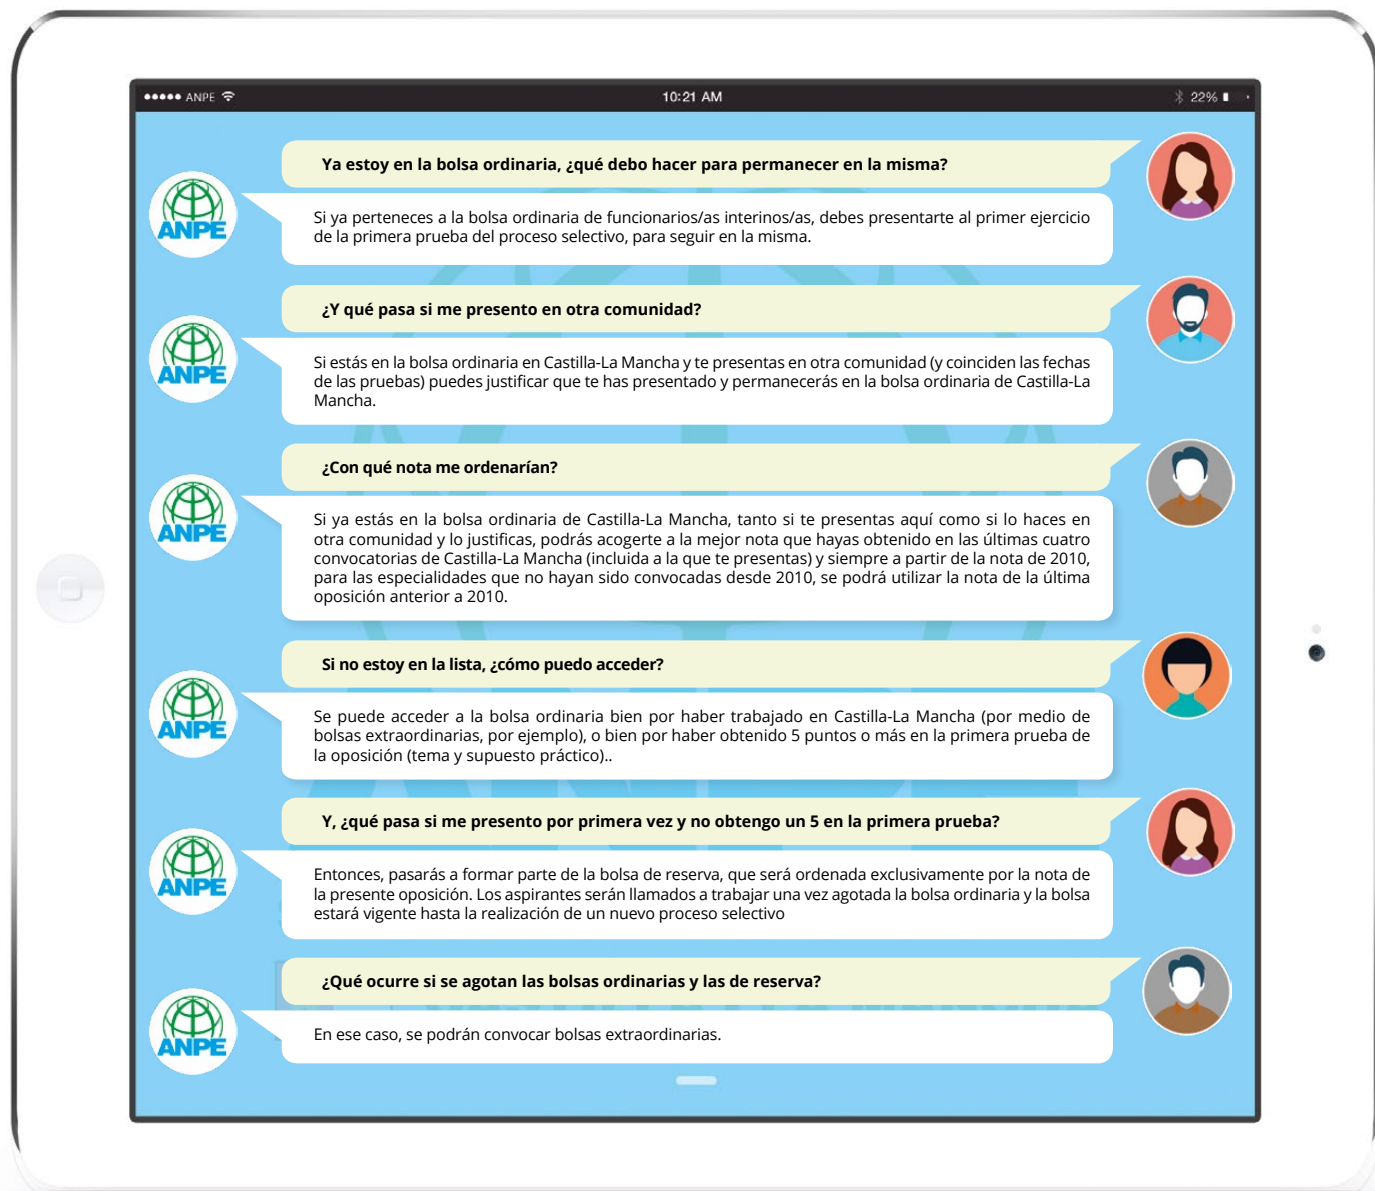 ANPE
10:21 AM
22%
Ya estoy en la bolsa ordinaria, ¿qué debo hacer para permanecer en la misma?
ANPE
Si ya perteneces a la bolsa ordinaria de funcionarios/as interinos/as, debes presentarte al primer ejercicio
de la primera prueba del proceso selectivo, para seguir en la misma.
¿Y qué pasa si me presento en otra comunidad?
ANPE
Si estás en la bolsa ordinaria en Castilla-La Mancha y te presentas en otra comunidad (y coinciden las fechas
de las pruebas) puedes justificar que te has presentado y permanecerás en la bolsa ordinaria de Castilla-La
Mancha.
¿Con qué nota me ordenarían?
ANPE
Si ya estás en la bolsa ordinaria de Castilla-La Mancha, tanto si te presentas aquí como si lo haces en
otra comunidad y lo justificas, podrás acogerte a la mejor nota que hayas obtenido en las últimas cuatro
convocatorias de Castilla-La Mancha (incluida a la que te presentas) y siempre a partir de la nota de 2010,
para las especialidades que no hayan sido convocadas desde 2010, se podrá utilizar la nota de la última
oposición anterior a 2010.
Si no estoy en la lista, ¿cómo puedo acceder?
ANPE
Se puede acceder a la bolsa ordinaria bien por haber trabajado en Castilla-La Mancha (por medio de
bolsas extraordinarias, por ejemplo), o bien por haber obtenido 5 puntos o más en la primera prueba de
la oposición (tema y supuesto práctico)..
Y, ¿qué pasa si me presento por primera vez y no obtengo un 5 en la primera prueba?
ANPE
Entonces, pasarás a formar parte de la bolsa de reserva, que será ordenada exclusivamente por la nota de
la presente oposición. Los aspirantes serán llamados a trabajar una vez agotada la bolsa ordinaria y la bolsa
estará vigente hasta la realización de un nuevo proceso selectivo
¿Qué ocurre si se agotan las bolsas ordinarias y las de reserva?
ANPE
En ese caso, se podrán convocar bolsas extraordinarias.